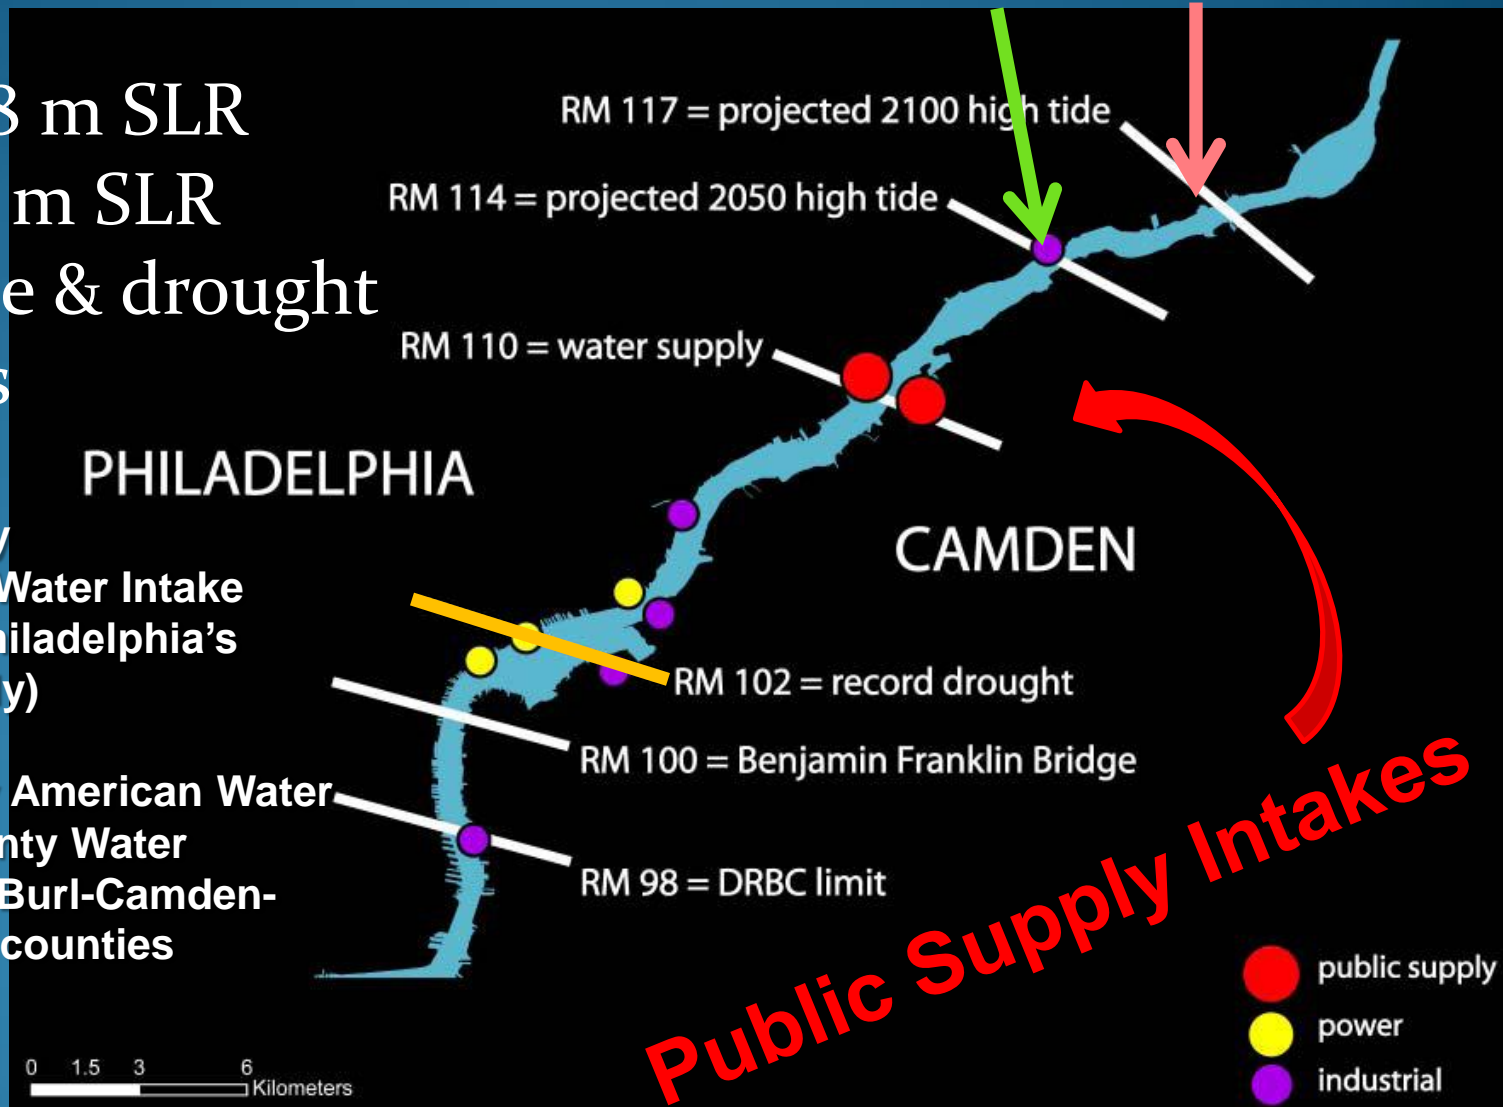 8 m SLR
m SLR
e & drought
s
RM 117 = projected 2100 high tide
RM 114 = projected 2050 high tide
RM 110 = water supply
PHILADELPHIA
CAMDEN
y
Water Intake
hiladelphia's
ly)
RM 102 = record drought
RM 100 = Benjamin Franklin Bridge
American Water
nty Water
Burl-Camden-
counties
RM 98 = DRBC limit
Public Supply Intakes
public supply
power
industrial
0 1.5 3 6
Kilometers